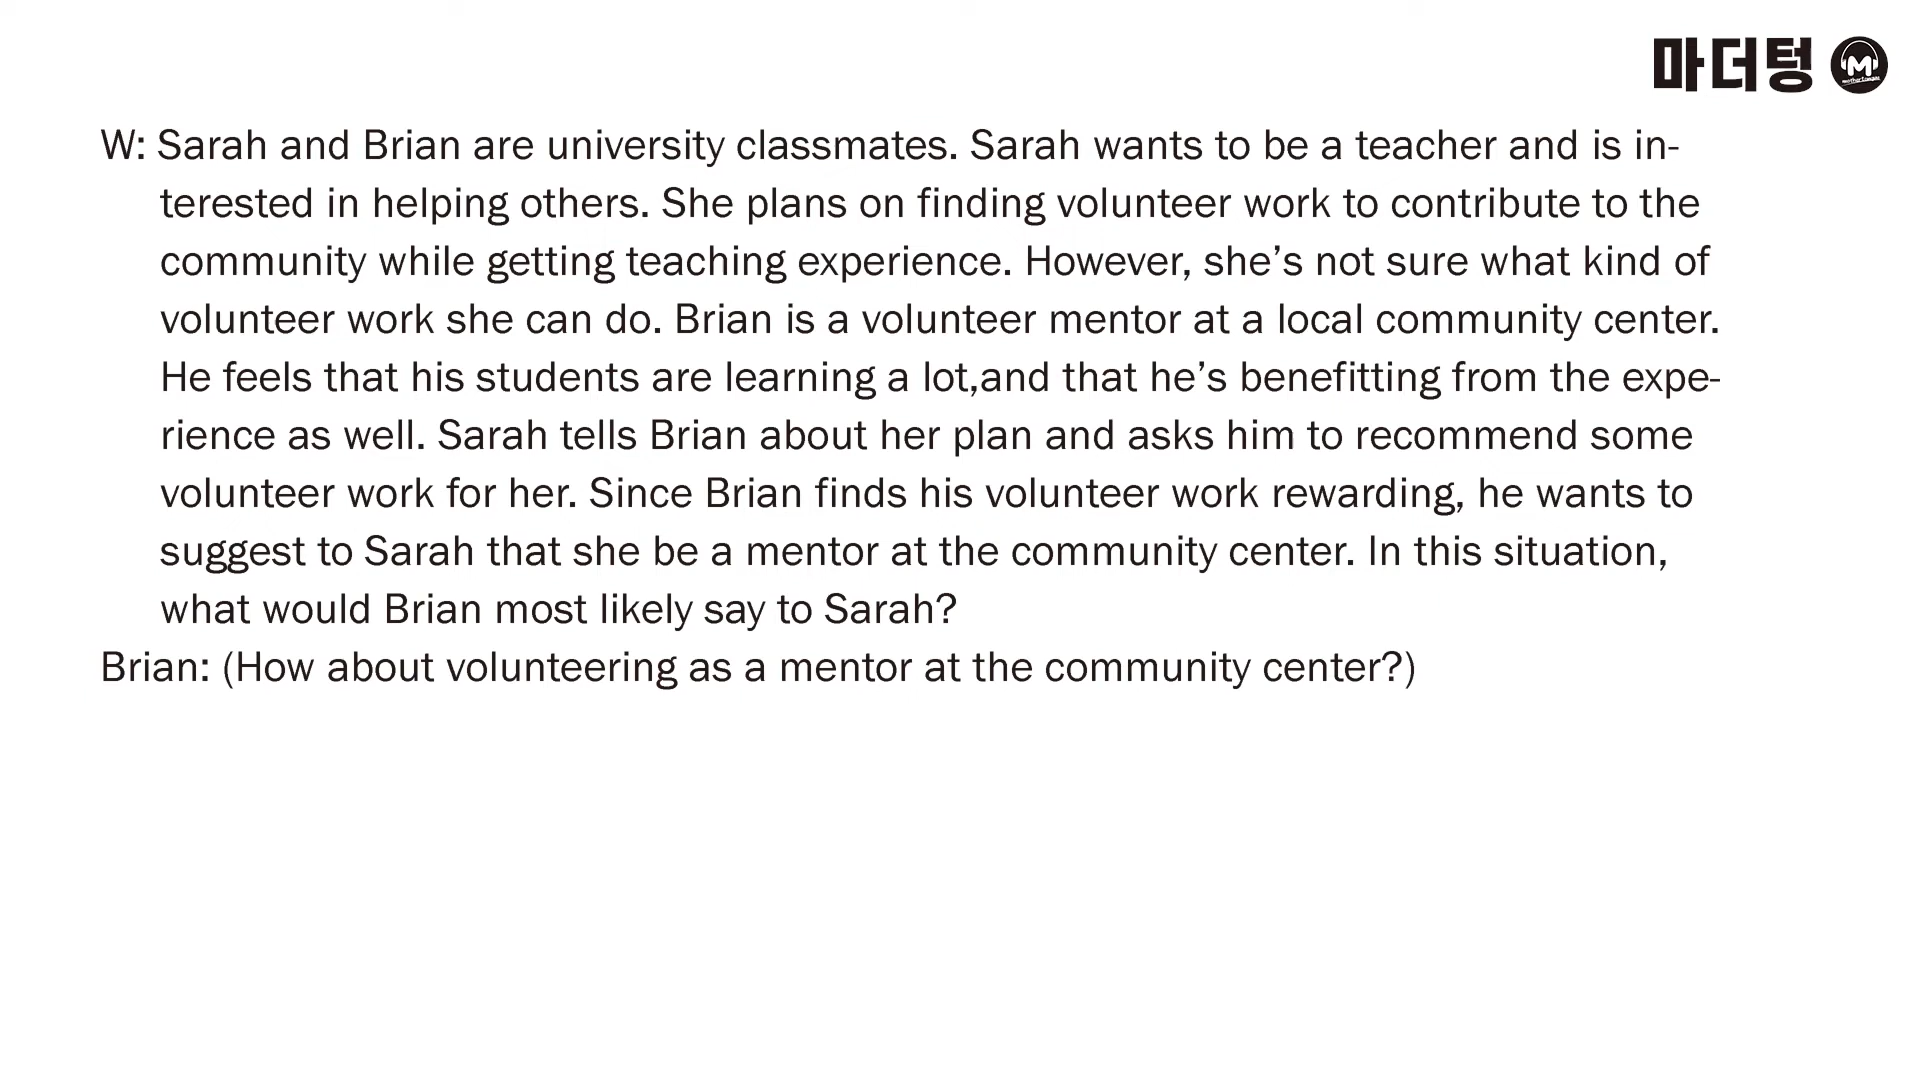 마더텅
W: Sarah and Brian are university classmates. Sarah wants to be a teacher and is in-
terested in helping others. She plans on finding volunteer work to contribute to the
community while getting teaching experience. However, she’s not sure what kind of
volunteer work she can do. Brian is a volunteer mentor at a local community center.
He feels that his students are learning a lot,and that he’s benefitting from the expe-
rience as well. Sarah tells Brian about her plan and asks him to recommend some
volunteer work for her. Since Brian finds his volunteer work rewarding, he wants to
suggest to Sarah that she be a mentor at the community center. In this situation,
what would Brian most likely say to Sarah?
Brian: (How about volunteering as a mentor at the community center?)